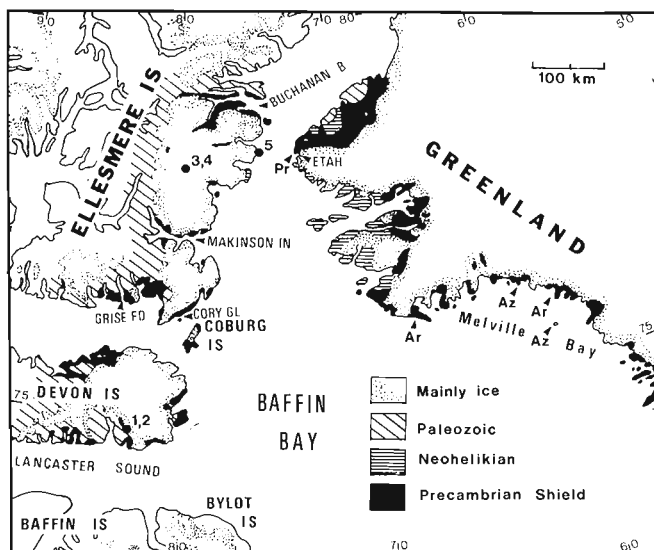 90 80 70 80 60 50
BUCHANAN B
100 km
ELLESMERE IS
5
3,4
Pr
ETAH
GREENLAND
MAKINSON IN
GRISE FD
CORY GL
COBURG
IS
Az
Ar
Melville Bay
Az
Ar
75
75
DEVON IS
1,2
BAFFIN
BAY
Mainly ice
Paleozoic
Neohelikian
Precambrian Shield
LANCASTER SOUND
BYLOT
IS
BAFFIN IS
80
70
60